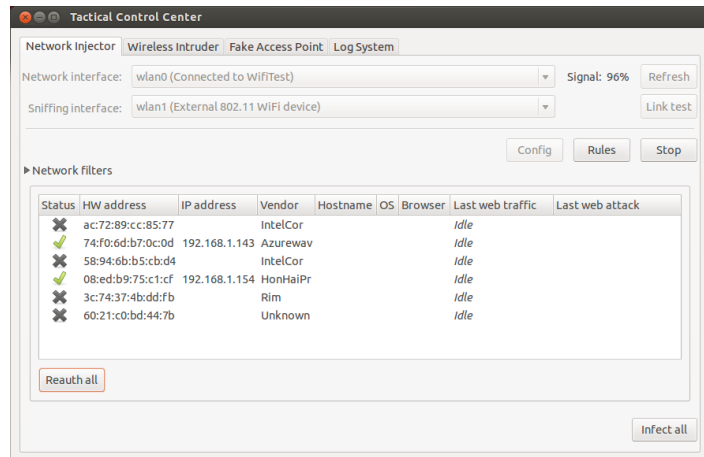 Tactical Control Center
Network Injector Wireless Intruder Fake Access Point Log System
Network interface: wlan0 (Connected to WifiTest) Signal: 96% Refresh
Sniffing interface: wlan1 (External 802.11 WiFi device) Link test
Config Rules Stop
Network filters
Status HW address IP address Vendor Hostname OS Browser Last web traffic Last web attack
ac:72:89:cc:85:77 IntelCor Idle
74:f0:6d:b7:0c:0d 192.168.1.143 Azurewav Idle
58:94:6b:b5:cb:d4 IntelCor Idle
08:ed:b9:75:c1:cf 192.168.1.154 HonHaiPr Idle
3c:74:37:4b:dd:fb Rim Idle
60:21:c0:bd:44:7b Unknown Idle
Reauth all
Infect all